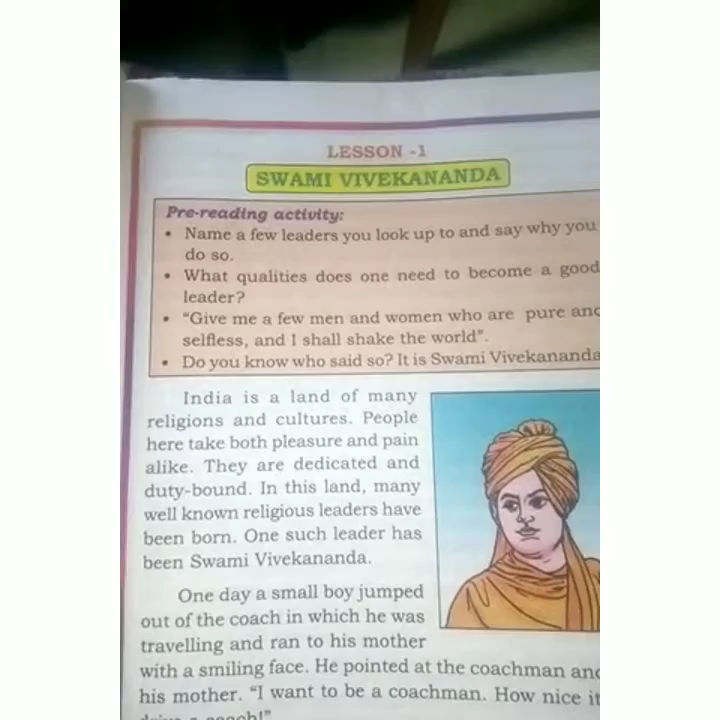 LESSON -1
SWAMI VIVEKANANDA
Pre-reading activity:
• Name a few leaders you look up to and say why you
do so.
• What qualities does one need to become a good
leader?
• “Give me a few men and women who are pure
selfless, and I shall shake the world”.
• Do you know who said so? It is Swami Vivekananda
India is a land of many
religions and cultures. People
here take both pleasure and pain
alike. They are dedicated and
duty-bound. In this land, many
well known religious leaders have
been born. One such leader has
been Swami Vivekananda.
One day a small boy jumped
out of the coach in which he was
travelling and ran to his mother
with a smiling face. He pointed at the coachman
his mother. “I want to be a coachman. How nice it